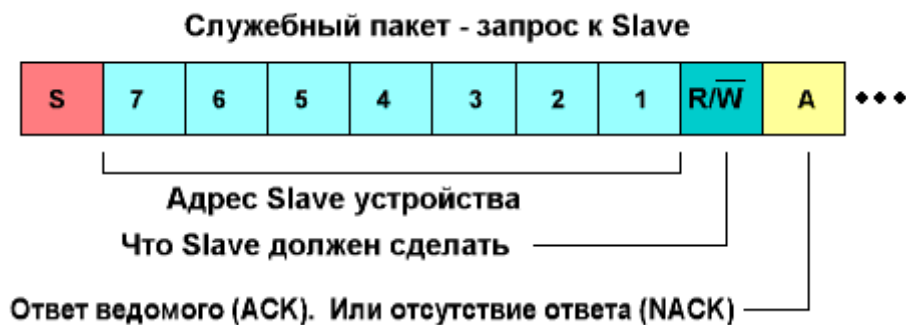 Служебный пакет - запрос к Slave
S 7 6 5 4 3 2 1 R/W̅ A •••
Адрес Slave устройства
Что Slave должен сделать
Ответ ведомого (ACK). Или отсутствие ответа (NACK)